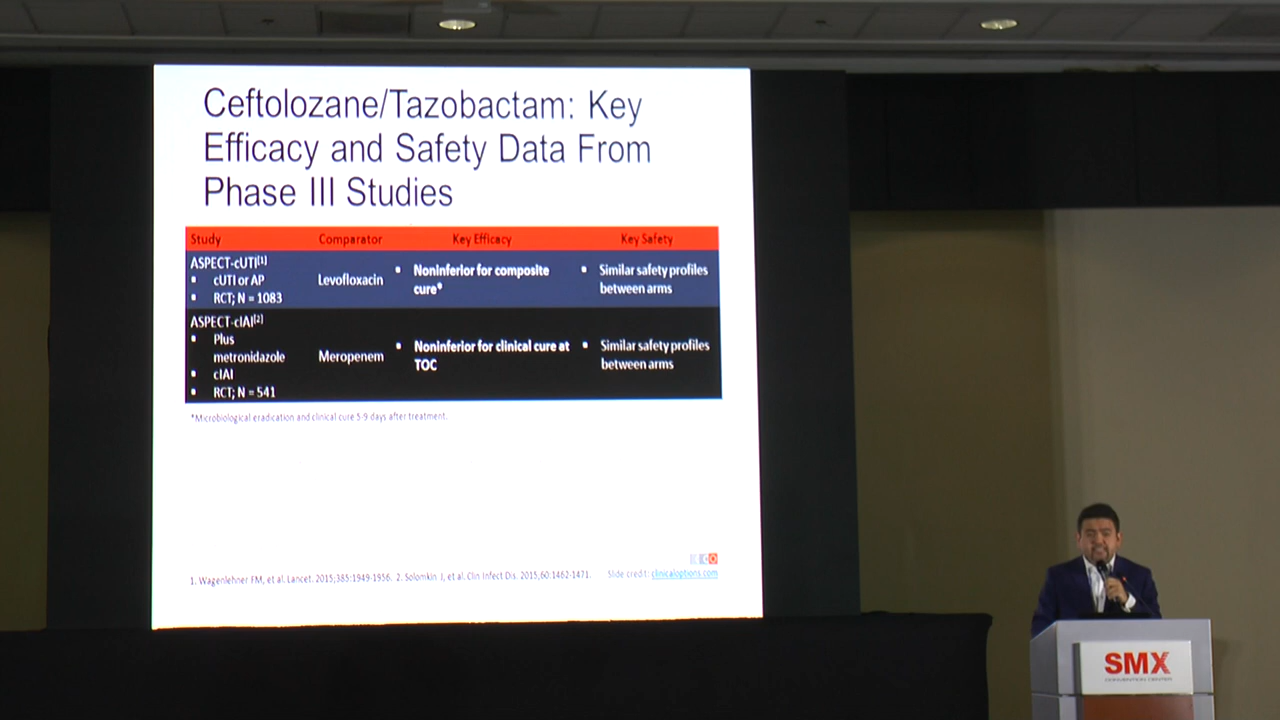 Ceftolozane/Tazobactam: Key
Efficacy and Safety Data From
Phase III Studies
Study Comparator Key Efficacy Key Safety
ASPECT-cUTI[1]
• cUTI or AP
• RCT; N = 1083
Levofloxacin
• Noninferior for composite
cure*
• Similar safety profiles
between arms
ASPECT-cIAI[2]
• Plus
metronidazole
• cIAI
• RCT; N = 541
Meropenem
• Noninferior for clinical cure at
TOC
• Similar safety profiles
between arms
*Microbiological eradication and clinical cure 5-9 days after treatment.
1. Wagenlehner FM, et al. Lancet. 2015;385:1949-1956. 2. Solomkin J, et al. Clin Infect Dis. 2015;60:1462-1471.
Slide credit: clinicaloptions.com
SMX
CONVENTION CENTER